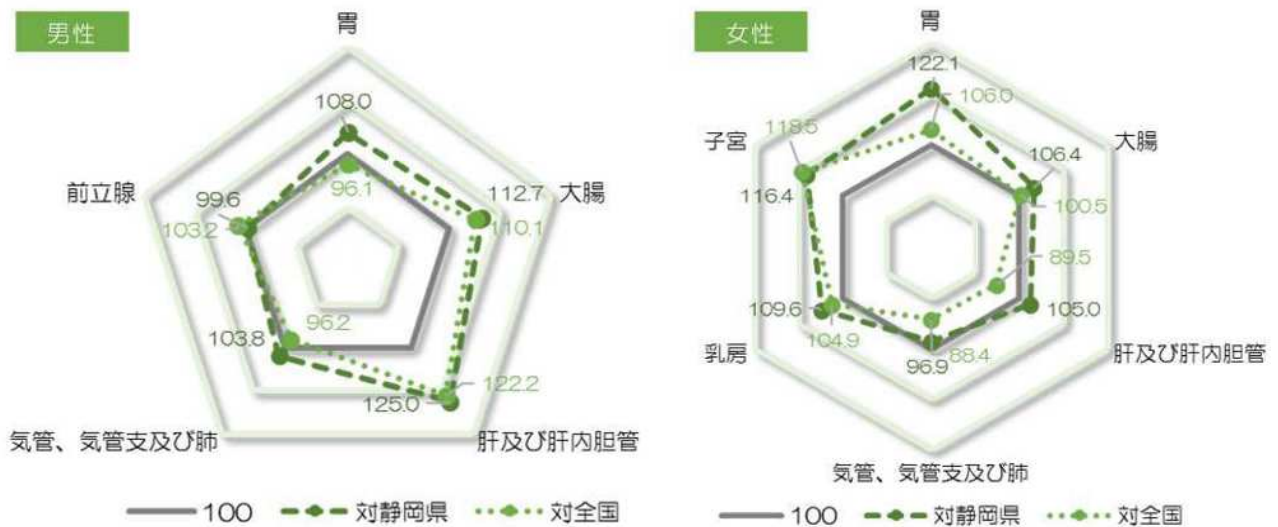 男性
胃
108.0
96.1
前立腺
99.6
103.2
112.7
大腸
110.1
103.8
96.2
125.0
122.2
気管、気管支及び肺
肝及び肝内胆管
100
対静岡県
対全国
女性
胃
122.1
106.0
子宮
118.5
116.4
大腸
106.4
100.5
89.5
109.6
104.9
105.0
乳房
96.9
88.4
肝及び肝内胆管
気管、気管支及び肺
100
対静岡県
対全国